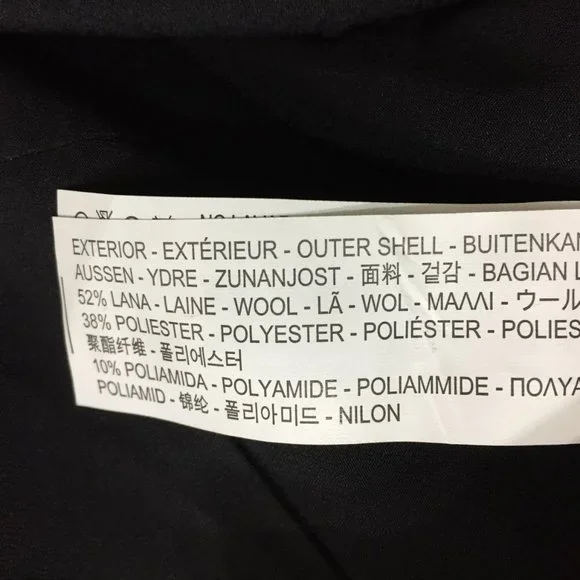 EXTERIOR - EXTÉRIEUR - OUTER SHELL - BUITENKAN
AUSSEN - YDRE - ZUNANJOST - 面料 - 겉감 - BAGIAN L
52% LANA - LAINE - WOOL - LÃ - WOL - ΜΑΛΛΙ - ウール
38% POLIESTER - POLYESTER - POLIÉSTER - POLIES
聚酯纤维 - 폴리에스터
10% POLIAMIDA - POLYAMIDE - POLIAMMIDE - ΠΟΛΥΑ
POLIAMID - 锦纶 - 폴리아미드 - NILON